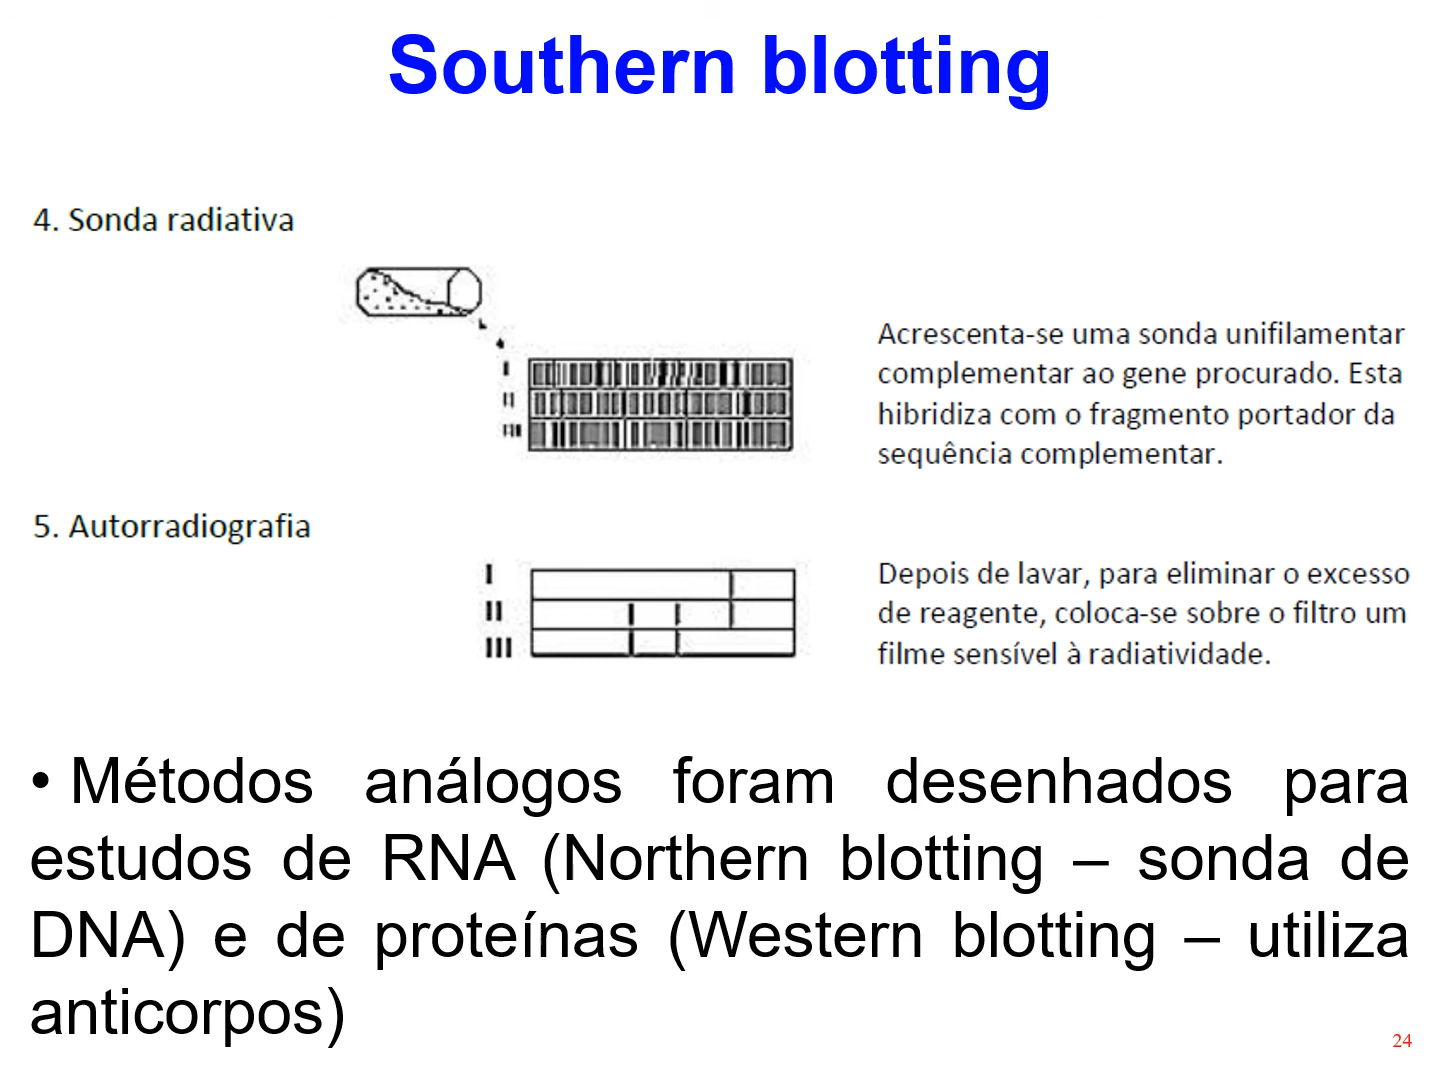 Southern blotting
4. Sonda radiativa
I
II
III
Acrescenta-se uma sonda unifilamentar
complementar ao gene procurado. Esta
hibridiza com o fragmento portador da
sequência complementar.
5. Autorradiografia
I
II
III
Depois de lavar, para eliminar o excesso
de reagente, coloca-se sobre o filtro um
filme sensível à radiatividade.
• Métodos análogos foram desenhados para
estudos de RNA (Northern blotting – sonda de
DNA) e de proteínas (Western blotting – utiliza
anticorpos)
24